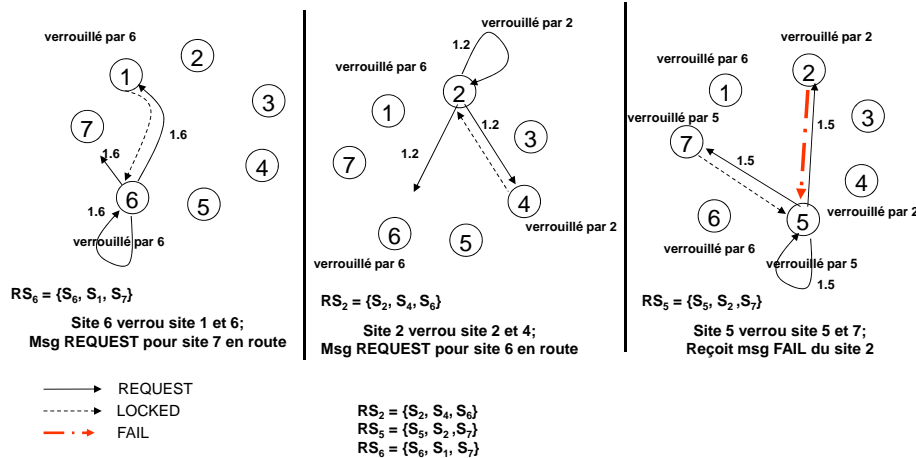 verrouillé par 6
1
2
3
7
1.6
1.6
4
6
5
1.6
verrouillé par 6
RS6 = {S6, S1, S7}
Site 6 verrou site 1 et 6;
Msg REQUEST pour site 7 en route
1.2
verrouillé par 2
verrouillé par 6
2
1
1.2
3
1.2
7
4
verrouillé par 2
6
5
verrouillé par 6
RS2 = {S2, S4, S6}
Site 2 verrou site 2 et 4;
Msg REQUEST pour site 6 en route
verrouillé par 2
verrouillé par 6
2
1
verrouillé par 5
1.5
3
7
1.5
4
6
5
verrouillé par 2
verrouillé par 6
verrouillé par 5
1.5
RS5 = {S5, S2 ,S7}
Site 5 verrou site 5 et 7;
Reçoit msg FAIL du site 2
REQUEST
LOCKED
FAIL
RS2 = {S2, S4, S6}
RS5 = {S5, S2 ,S7}
RS6 = {S6, S1, S7}